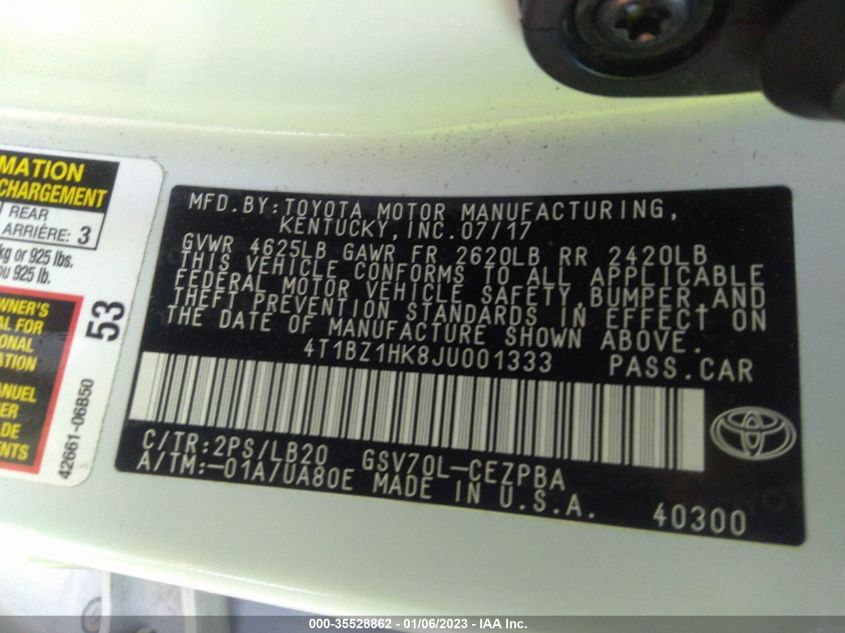 MATION
CHARGEMENT
REAR
ARRIÈRE: 3
kg or 925 lbs.
ou 925 lb.
OWNER'S
AL FOR
IONAL
ATION
ANUEL
ER
DE
ENTS
53
42661-06B50
MFD.BY:TOYOTA MOTOR MANUFACTURING,
KENTUCKY, INC.07/17
GVWR 4625LB GAWR FR 2620LB RR 2420LB
THIS VEHICLE CONFORMS TO ALL APPLICABLE
FEDERAL MOTOR VEHICLE SAFETY,BUMPER,AND
THEFT PREVENTION STANDARDS IN EFFECT ON
THE DATE OF MANUFACTURE SHOWN ABOVE.
4T1BZ1HK8JU001333 PASS.CAR
C/TR:2PS/LB20 GSV70L-CEZPBA
A/TM:-01A/UA80E MADE IN U.S.A. 40300
000-35528862 - 01/06/2023 - IAA Inc.